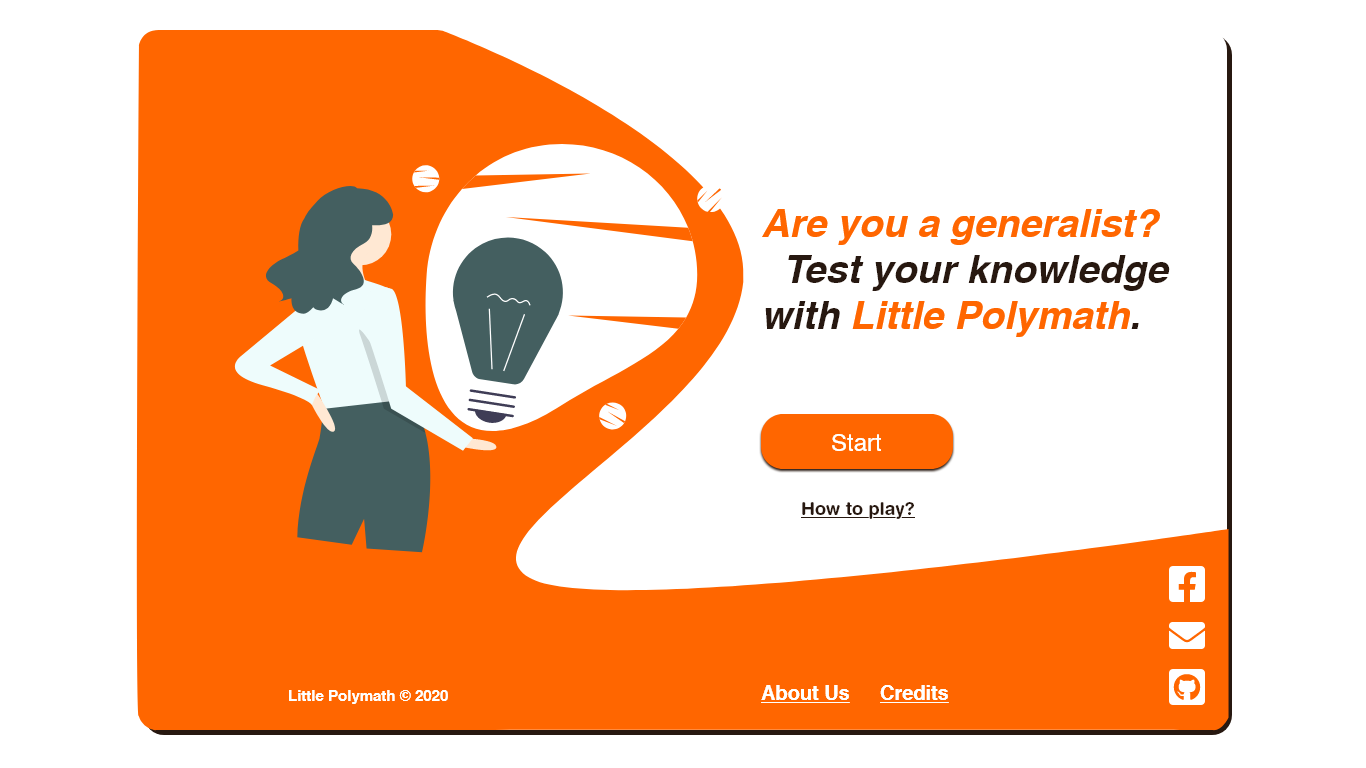 Are you a generalist?
Test your knowledge
with Little Polymath.
Start
How to play?
Little Polymath © 2020
About Us
Credits